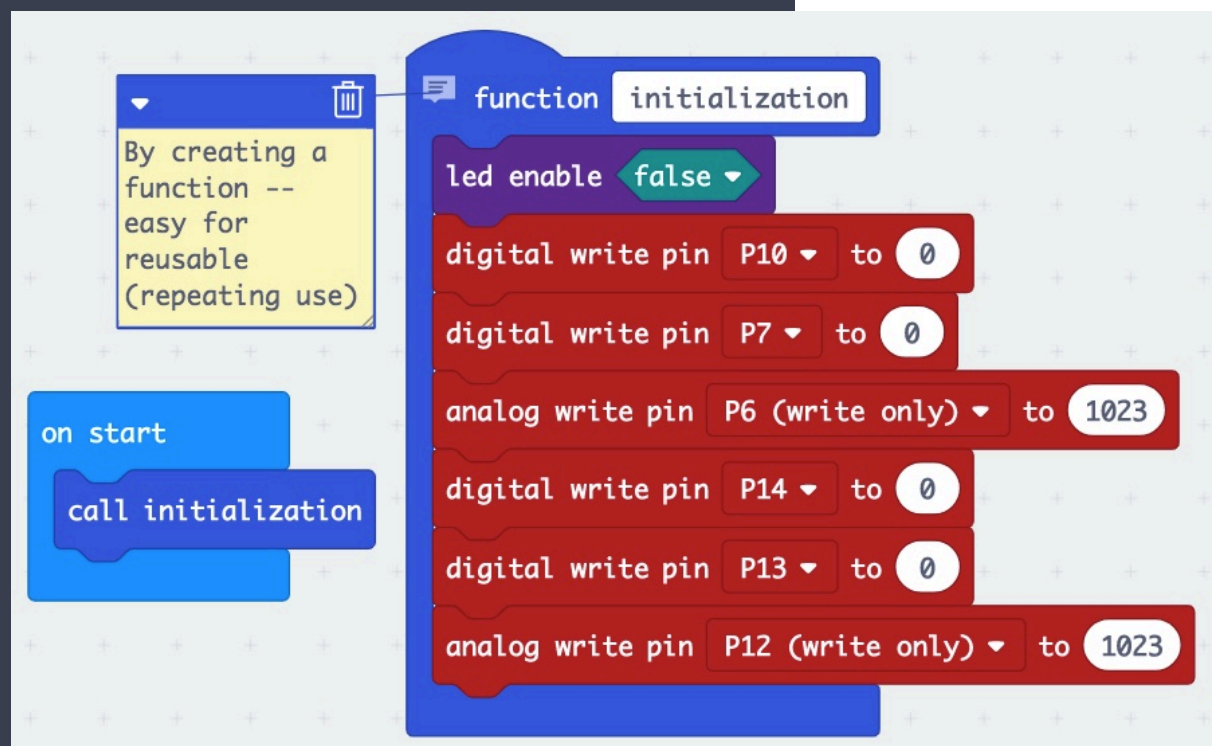 function initialization
By creating a
function --
easy for
reusable
(repeating use)
led enable false
digital write pin P10 to 0
digital write pin P7 to 0
analog write pin P6 (write only) to 1023
on start
call initialization
digital write pin P14 to 0
digital write pin P13 to 0
analog write pin P12 (write only) to 1023